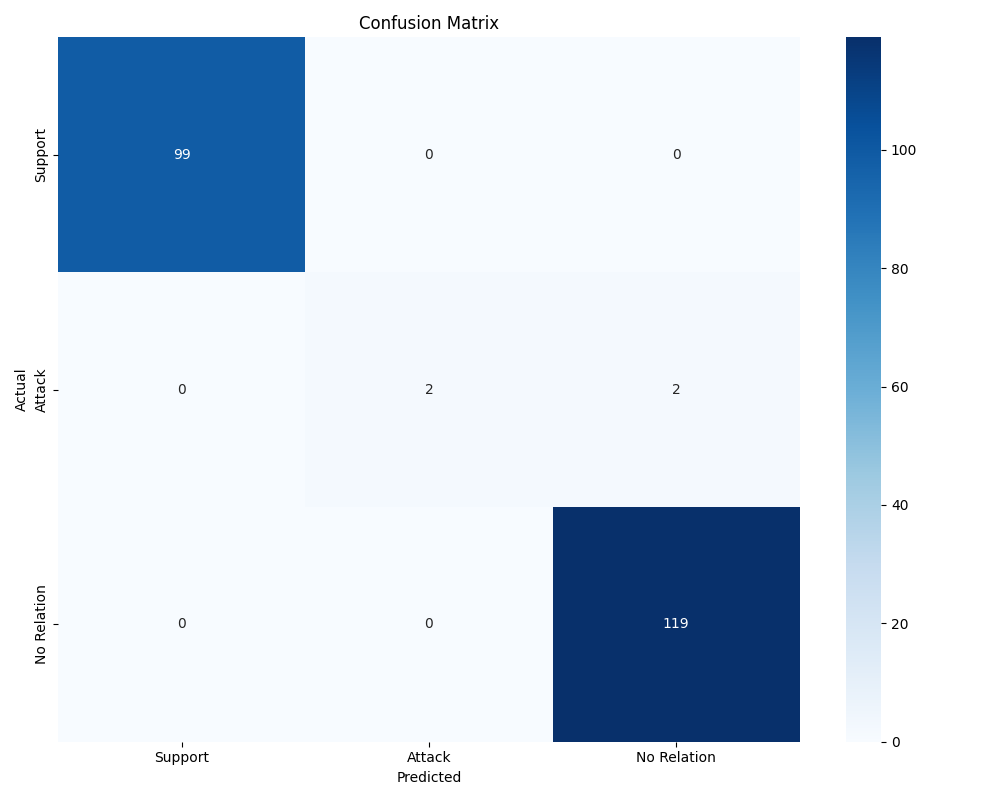 Confusion Matrix
Support
99
0
0
Actual
Attack
0
2
2
No Relation
0
0
119
Support
Attack
No Relation
Predicted
100
80
60
40
20
0